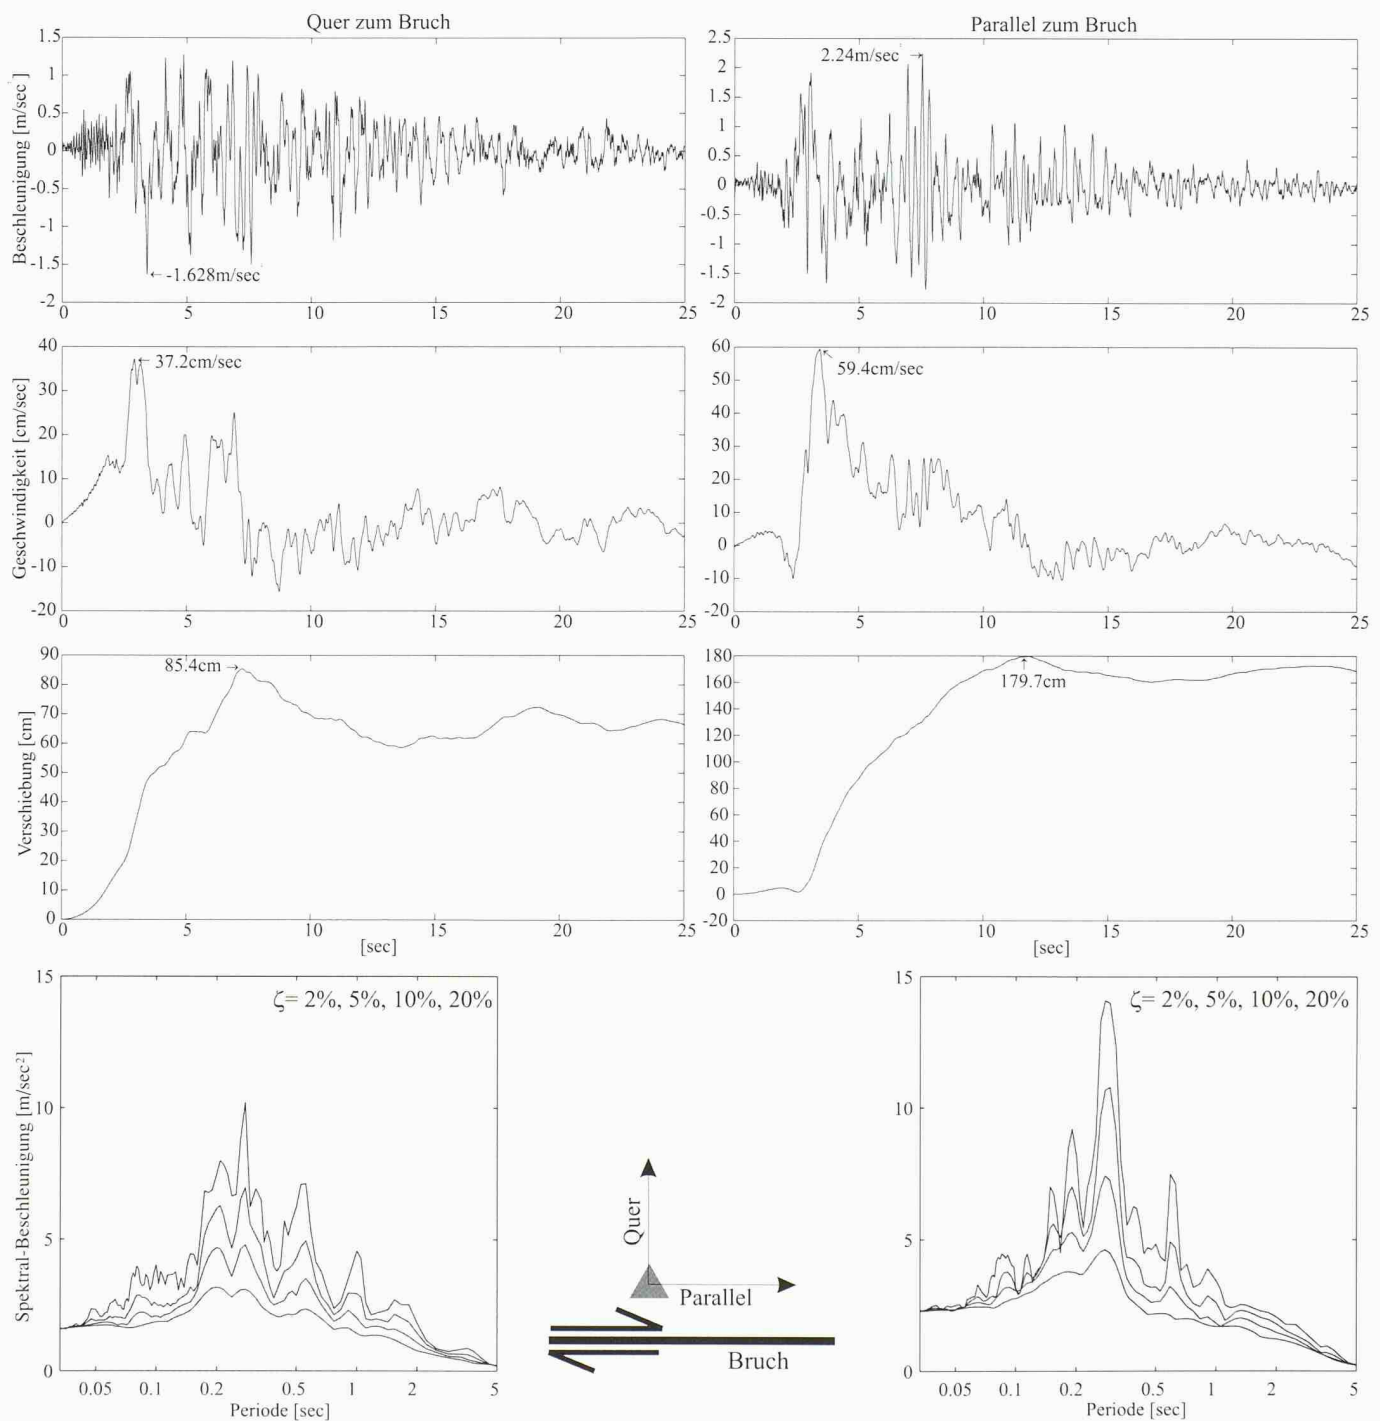 Quer zum Bruch
Beschleunigung [m/sec]
1.5
1
0.5
0
-0.5
-1
-1.5
-2
←-1.628m/sec
0 5 10 15 20 25
Parallel zum Bruch
2.5
2
1.5
1
0.5
0
-0.5
-1
-1.5
-2
2.24m/sec →
0 5 10 15 20 25
Geschwindigkeit [cm/sec]
40
30
20
10
0
-10
-20
← 37.2cm/sec
0 5 10 15 20 25
60
50
40
30
20
10
0
-10
-20
59.4cm/sec
0 5 10 15 20 25
Verschiebung [cm]
90
80
70
60
50
40
30
20
10
0
85.4cm →
0 5 10 15 20 25
[sec]
180
160
140
120
100
80
60
40
20
0
-20
179.7cm
0 5 10 15 20 25
[sec]
Spektral-Beschleunigung [m/sec²]
15
10
5
0
ζ= 2%, 5%, 10%, 20%
0.05 0.1 0.2 0.5 1 2 5
Periode [sec]
Quer
Parallel
Bruch
15
10
5
0
ζ= 2%, 5%, 10%, 20%
0.05 0.1 0.2 0.5 1 2 5
Periode [sec]